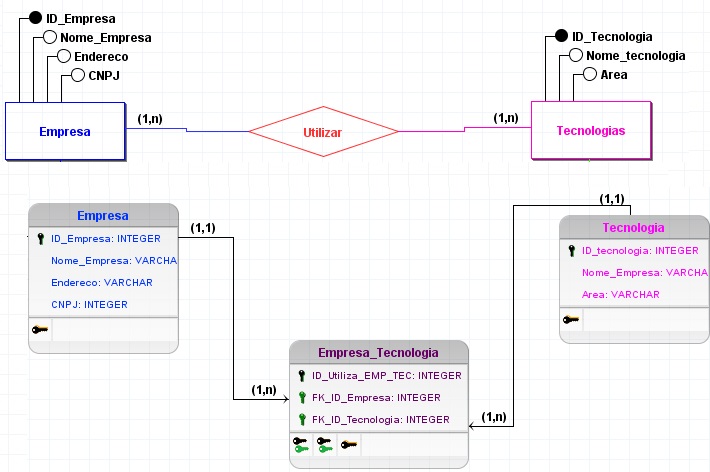 ID_Empresa
Nome_Empresa
Endereco
CNPJ
ID_Tecnologia
Nome_tecnologia
Area
Empresa
(1,n)
Utilizar
(1,n)
Tecnologias
Empresa
ID_Empresa: INTEGER
Nome_Empresa: VARCHA
Endereco: VARCHAR
CNPJ: INTEGER
(1,1)
(1,1)
Tecnologia
ID_tecnologia: INTEGER
Nome_Empresa: VARCHA
Area: VARCHAR
Empresa_Tecnologia
ID_Utiliza_EMP_TEC: INTEGER
FK_ID_Empresa: INTEGER
FK_ID_Tecnologia: INTEGER
(1,n)
(1,n)